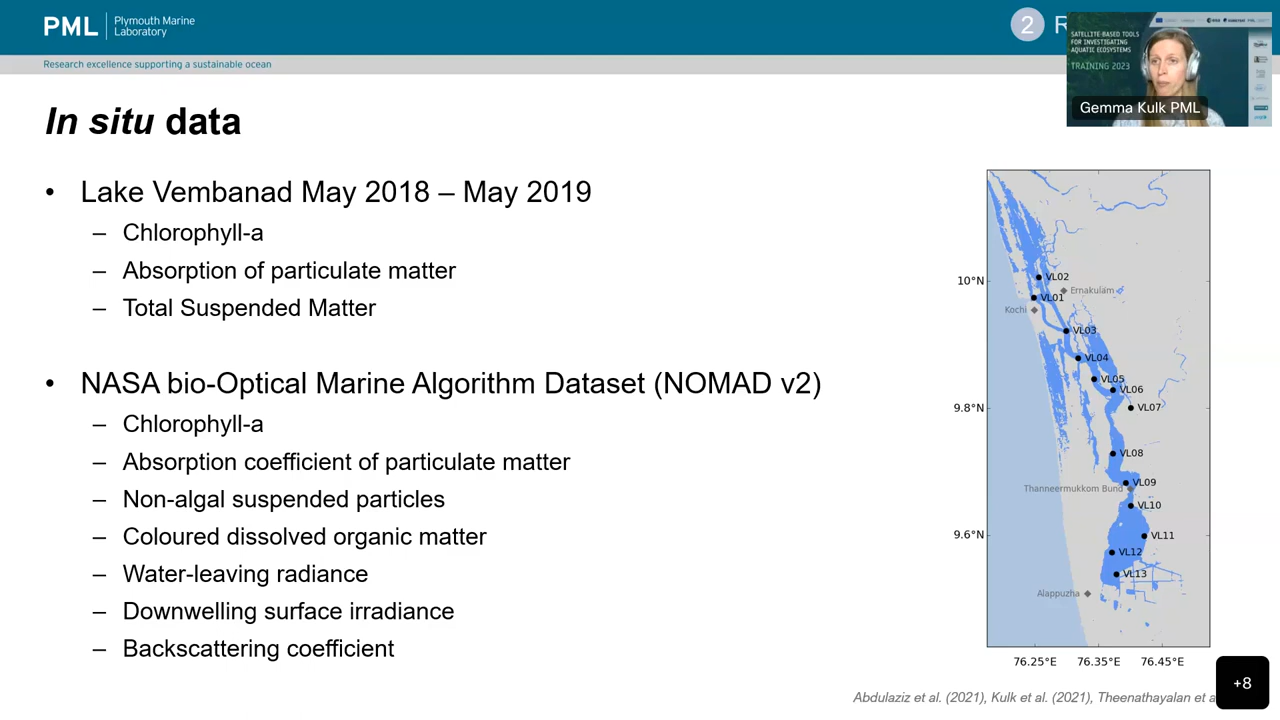 PML
Plymouth Marine
Laboratory
2
Research excellence supporting a sustainable ocean
SATELLITE-BASED TOOLS
FOR INVESTIGATING
AQUATIC ECOSYSTEMS
TRAINING 2023
Gemma Kulk PML
In situ data
• Lake Vembanad May 2018 – May 2019
– Chlorophyll-a
– Absorption of particulate matter
– Total Suspended Matter
• NASA bio-Optical Marine Algorithm Dataset (NOMAD v2)
– Chlorophyll-a
– Absorption coefficient of particulate matter
– Non-algal suspended particles
– Coloured dissolved organic matter
– Water-leaving radiance
– Downwelling surface irradiance
– Backscattering coefficient
10°N
9.8°N
9.6°N
VL02
Ernakulam
VL01
Kochi
VL03
VL04
VL05
VL06
VL07
VL08
VL09
Thanneermukkom Bund
VL10
VL11
VL12
VL13
Alappuzha
76.25°E 76.35°E 76.45°E
Abdulaziz et al. (2021), Kulk et al. (2021), Theenathayalan et
+8